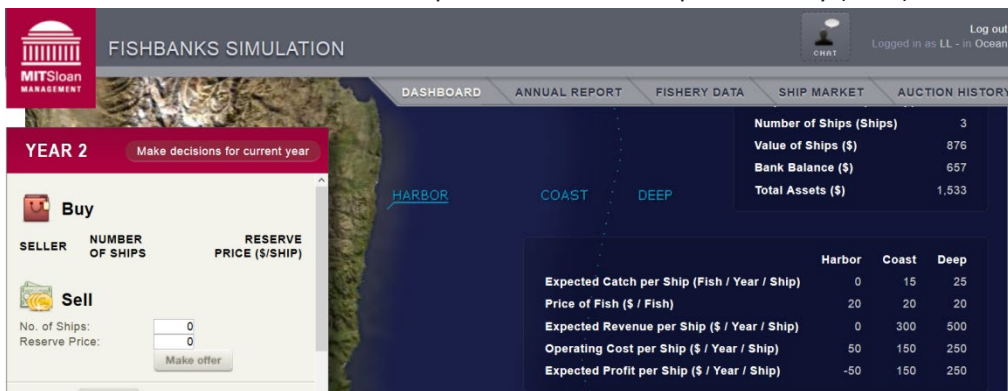 FISHBANKS SIMULATION
CHAT
Log out
Logged in as LL - in Ocean
MITSloan
MANAGEMENT
DASHBOARD ANNUAL REPORT FISHERY DATA SHIP MARKET AUCTION HISTORY
YEAR 2 Make decisions for current year
Buy
SELLER NUMBER OF SHIPS RESERVE PRICE ($/SHIP)
Sell
No. of Ships: 0
Reserve Price: 0
Make offer
HARBOR COAST DEEP
Number of Ships (Ships) 3
Value of Ships ($) 876
Bank Balance ($) 657
Total Assets ($) 1,533
Harbor Coast Deep
Expected Catch per Ship (Fish / Year / Ship) 0 15 25
Price of Fish ($ / Fish) 20 20 20
Expected Revenue per Ship ($ / Year / Ship) 0 300 500
Operating Cost per Ship ($ / Year / Ship) 50 150 250
Expected Profit per Ship ($ / Year / Ship) -50 150 250